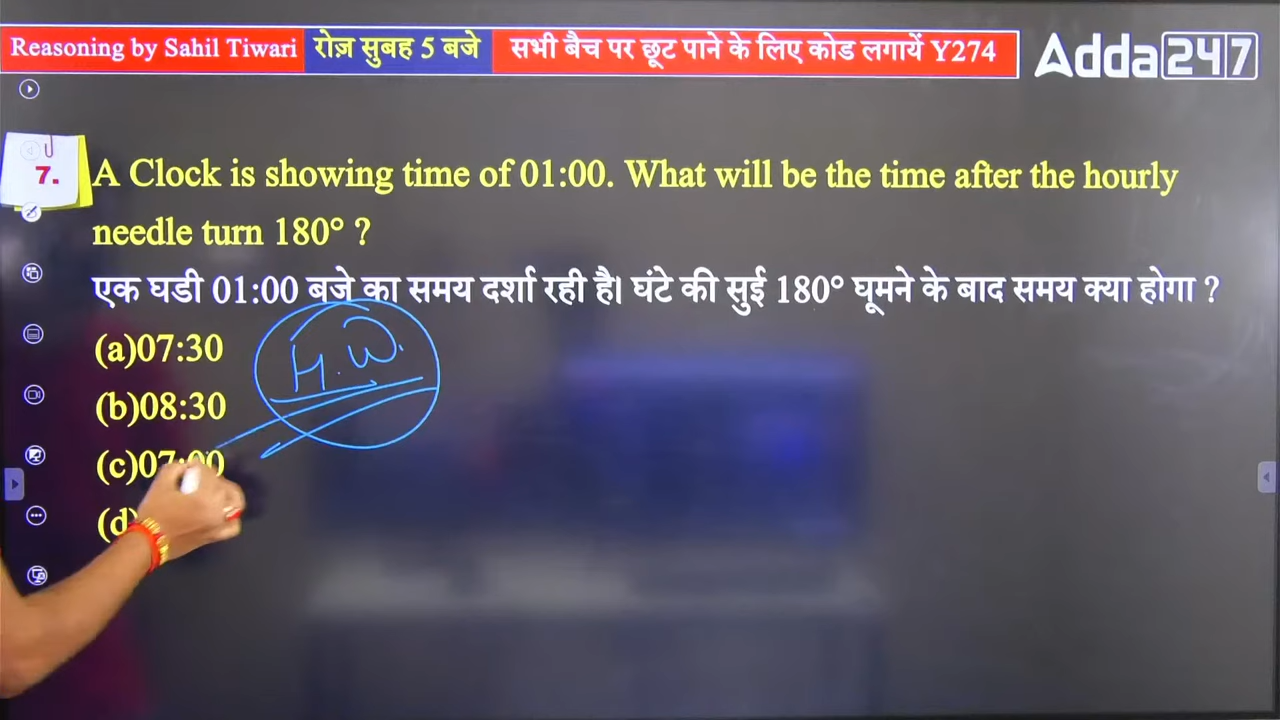 Reasoning by Sahil Tiwari रोज़ सुबह 5 बजे सभी बैच पर छूट पाने के लिए कोड लगायें Y274 Adda247
7. A Clock is showing time of 01:00. What will be the time after the hourly
needle turn 180° ?
एक घडी 01:00 बजे का समय दर्शा रही है। घंटे की सुई 180° घूमने के बाद समय क्या होगा ?
(a)07:30
H.W.
(b)08:30
(c)07:00
(d)